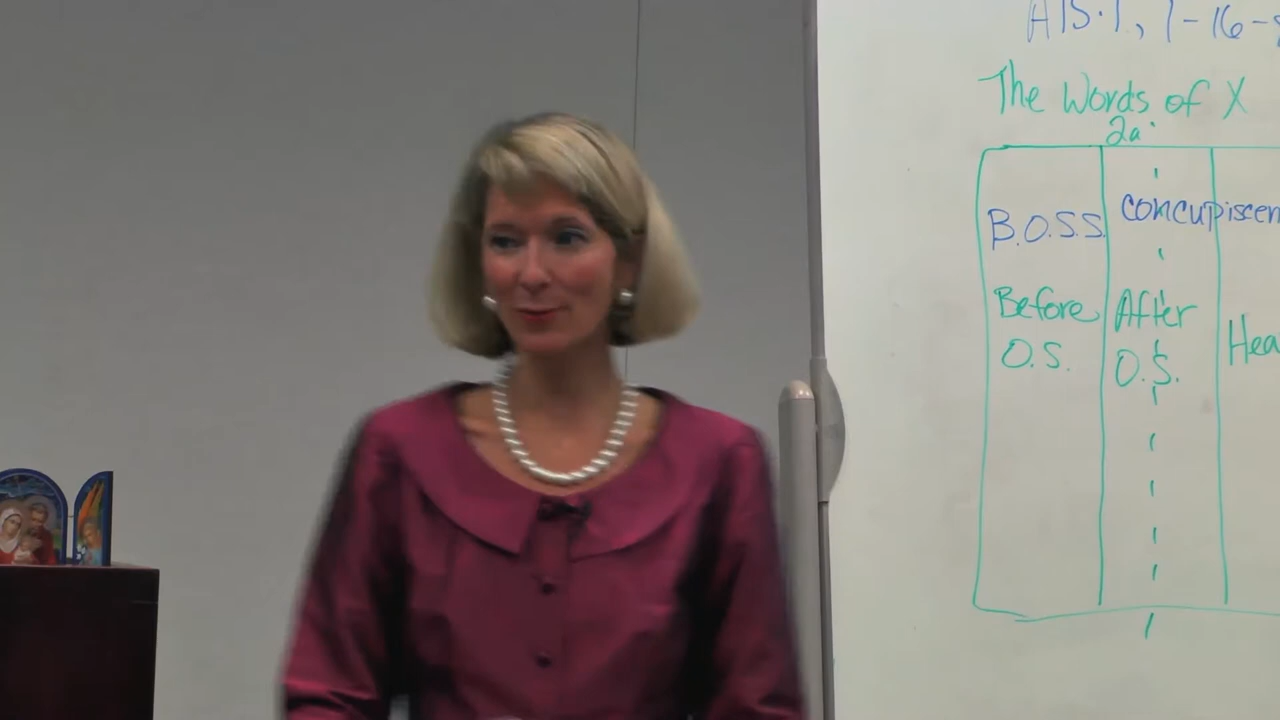 The Words of X
2a
B.O.S.S.
concupiscen
Before
O.S.
After
O.S.
Hea